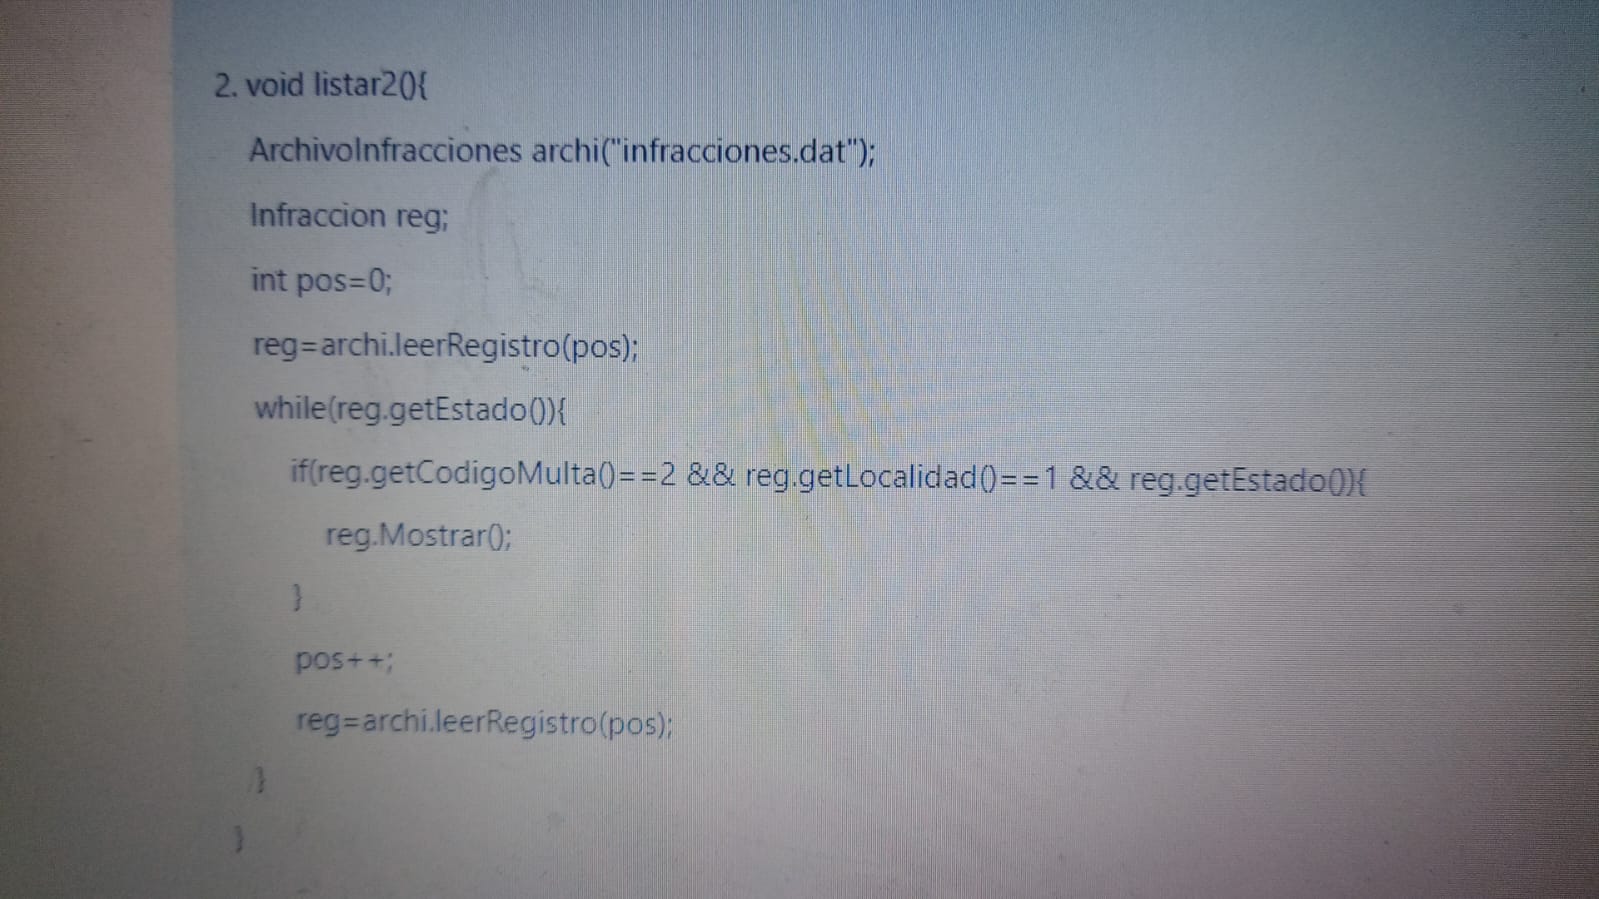 2. void listar2(){
ArchivoInfracciones archi("infracciones.dat");
Infraccion reg;
int pos=0;
reg=archi.leerRegistro(pos);
while(reg.getEstado()){
if(reg.getCodigoMulta()==2 && reg.getLocalidad()==1 && reg.getEstado()){
reg.Mostrar();
}
pos++;
reg=archi.leerRegistro(pos);
}
}